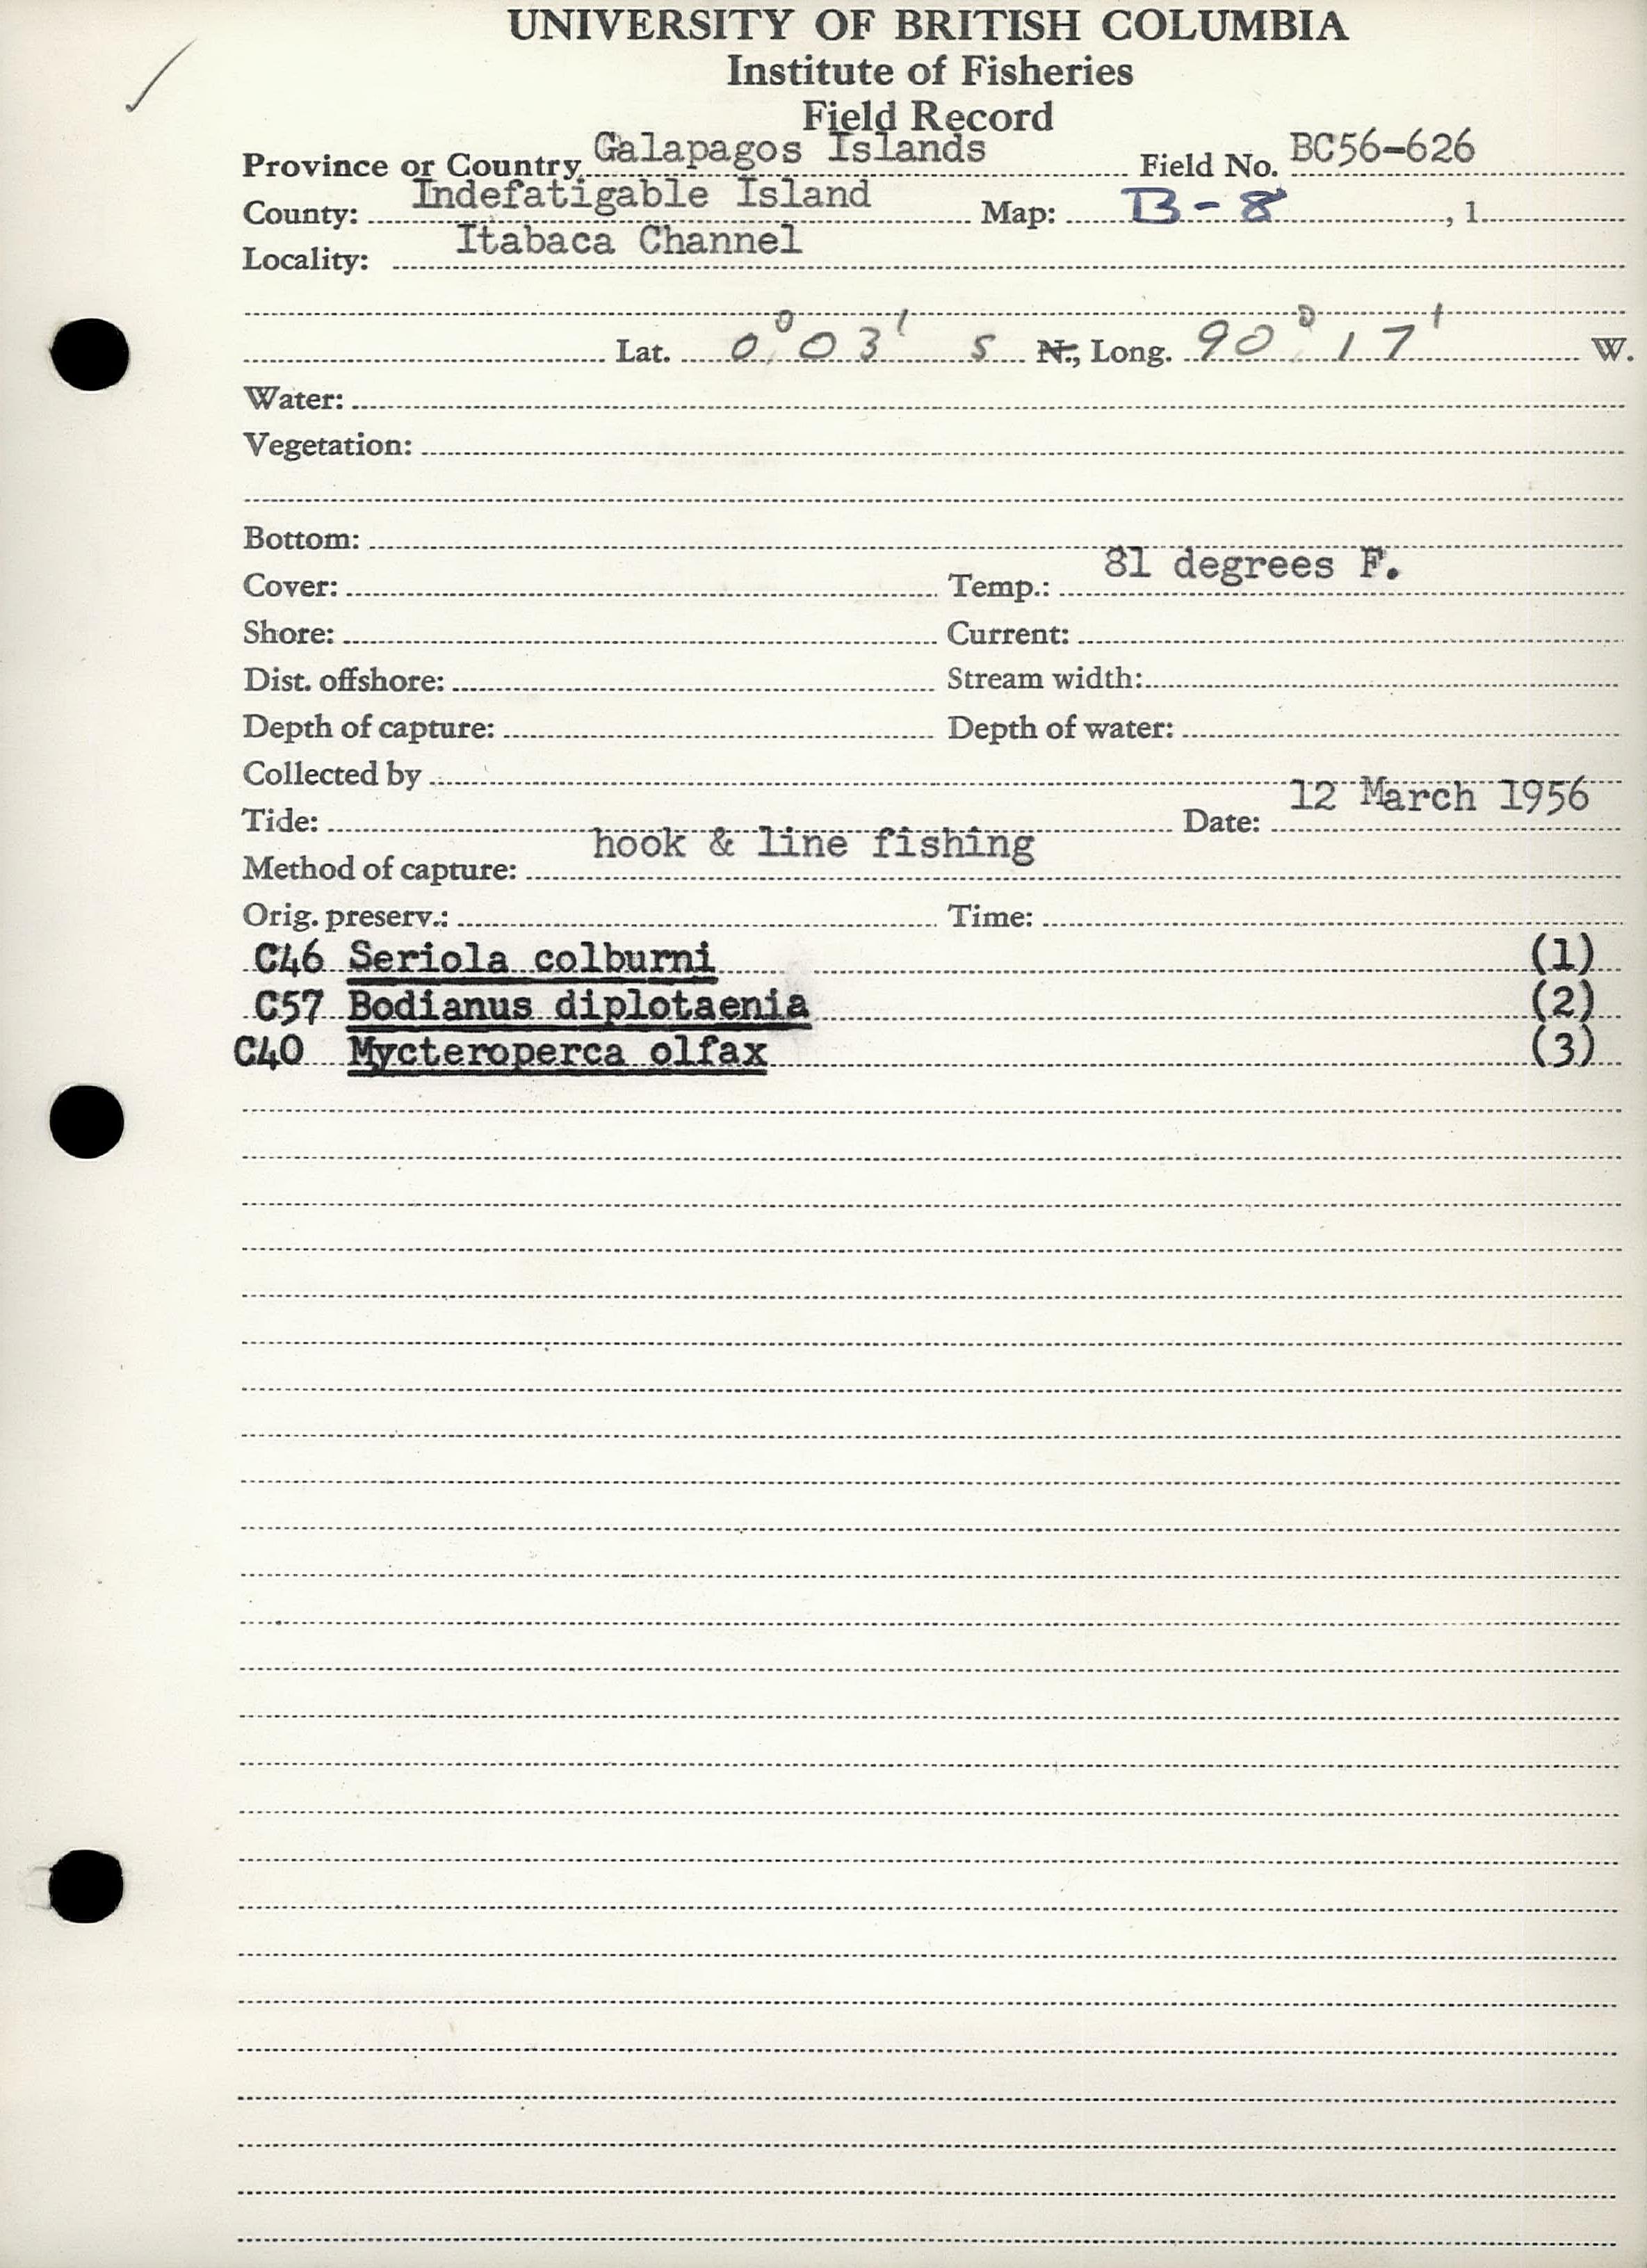 UNIVERSITY OF BRITISH COLUMBIA
Institute of Fisheries
Field Record
Province or Country Galapagos Islands Field No. BC56-626
County: Indefatigable Island Map: B-8 , 1
Locality: Itabaca Channel
Lat. 0° 03' S N., Long. 90° 17' W.
Water:
Vegetation:
Bottom:
Cover: Temp.: 81 degrees F.
Shore: Current:
Dist. offshore: Stream width:
Depth of capture: Depth of water:
Collected by
Tide: Date: 12 March 1956
Method of capture: hook & line fishing
Orig. preserv.: Time:
C46 Seriola colburni (1)
C57 Bodianus diplotaenia (2)
C40 Mycteroperca olfax (3)